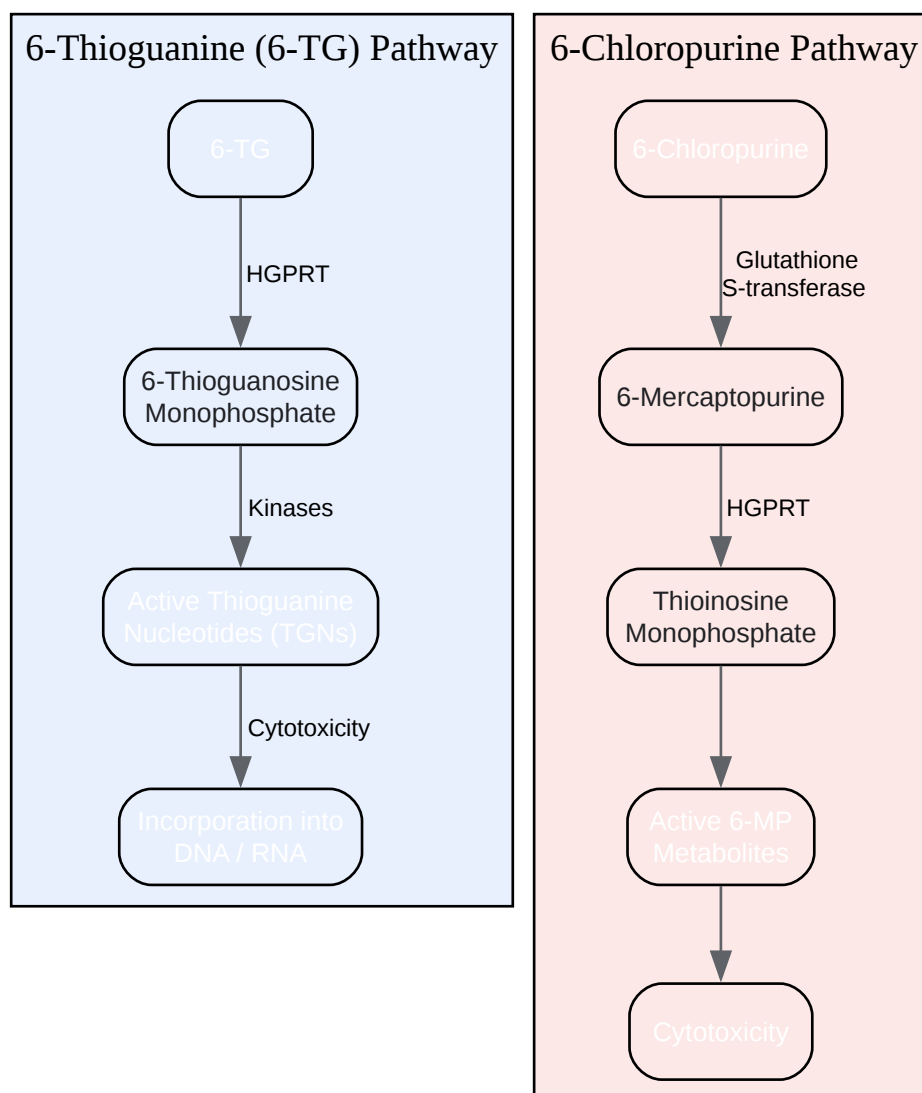 6-Thioguanine (6-TG) Pathway
6-TG
HGPRT
6-Thioguanosine
Monophosphate
Kinases
Active Thioguanine
Nucleotides (TGNs)
Cytotoxicity
Incorporation into
DNA / RNA
6-Chloropurine Pathway
6-Chloropurine
Glutathione
S-transferase
6-Mercaptopurine
HGPRT
Thioinosine
Monophosphate
Active 6-MP
Metabolites
Cytotoxicity